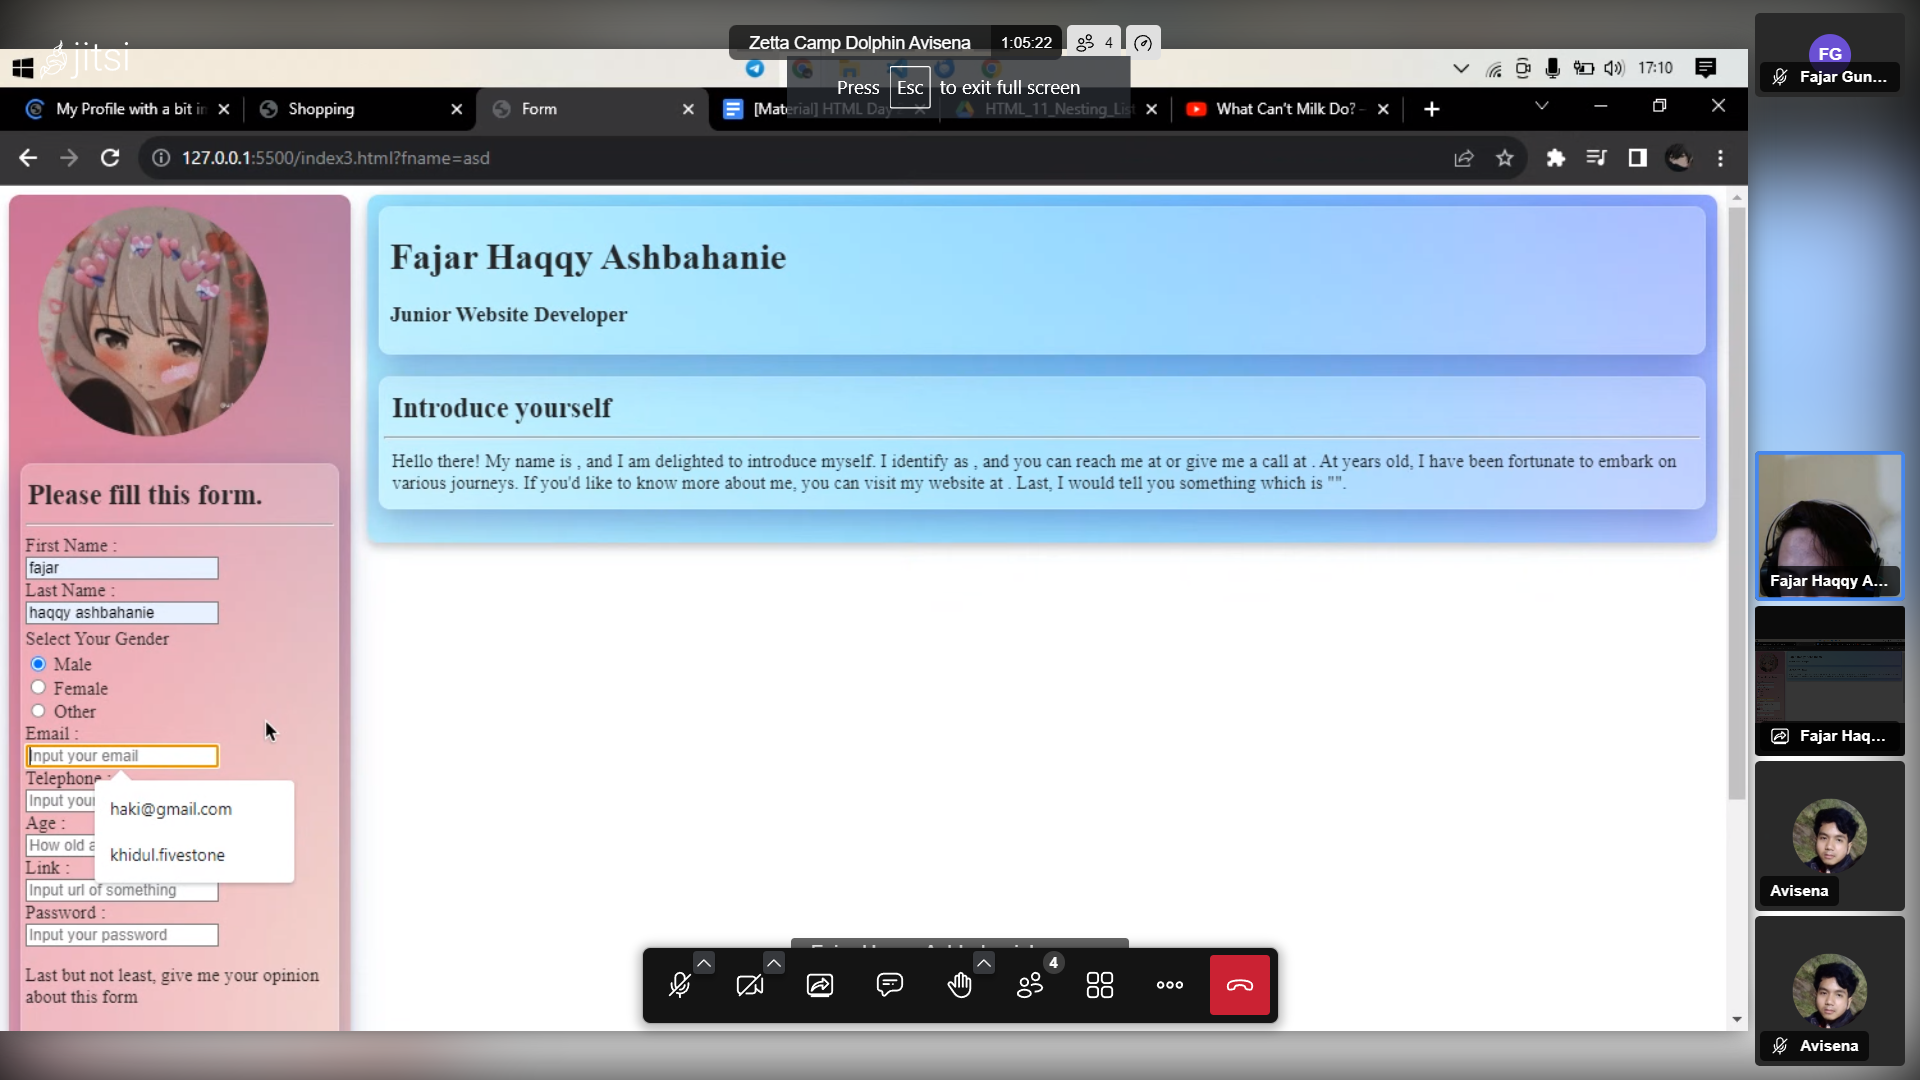 jitsi
Zetta Camp Dolphin Avisena
1:05:22
4
Press Esc to exit full screen
17:10
My Profile with a bit in
Shopping
Form
[Material] HTML Day
HTML_11_Nesting_List
What Can't Milk Do? -
127.0.0.1:5500/index3.html?fname=asd
Fajar Haqqy Ashbahanie
Junior Website Developer
Introduce yourself
Hello there! My name is , and I am delighted to introduce myself. I identify as , and you can reach me at or give me a call at . At years old, I have been fortunate to embark on
various journeys. If you'd like to know more about me, you can visit my website at . Last, I would tell you something which is "".
Please fill this form.
First Name :
fajar
Last Name :
haqqy ashbahanie
Select Your Gender
Male
Female
Other
Email :
Input your email
Telephone :
Input your
haki@gmail.com
Age :
How old a
khidul.fivestone
Link :
Input url of something
Password :
Input your password
Last but not least, give me your opinion
about this form
4
FG
Fajar Gun...
Fajar Haqqy A...
Fajar Haq...
Avisena
Avisena